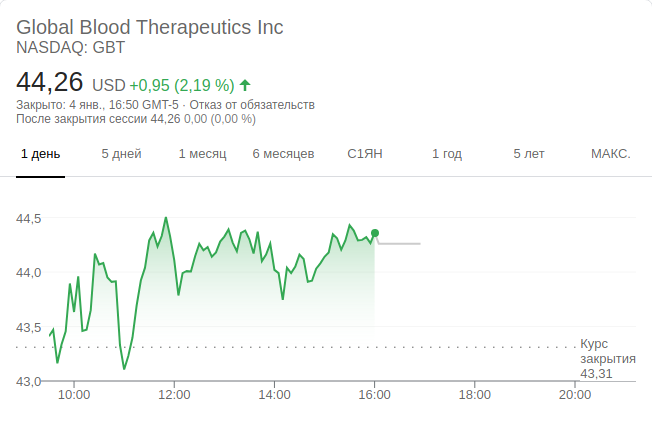 Global Blood Therapeutics Inc
NASDAQ: GBT
44,26 USD +0,95 (2,19 %)
Закрыто: 4 янв., 16:50 GMT-5 · Отказ от обязательств
После закрытия сессии 44,26 0,00 (0,00 %)
1 день 5 дней 1 месяц 6 месяцев С1ЯН 1 год 5 лет МАКС.
44,5
44,0
43,5
Курс
закрытия
43,31
43,0
10:00 12:00 14:00 16:00 18:00 20:00